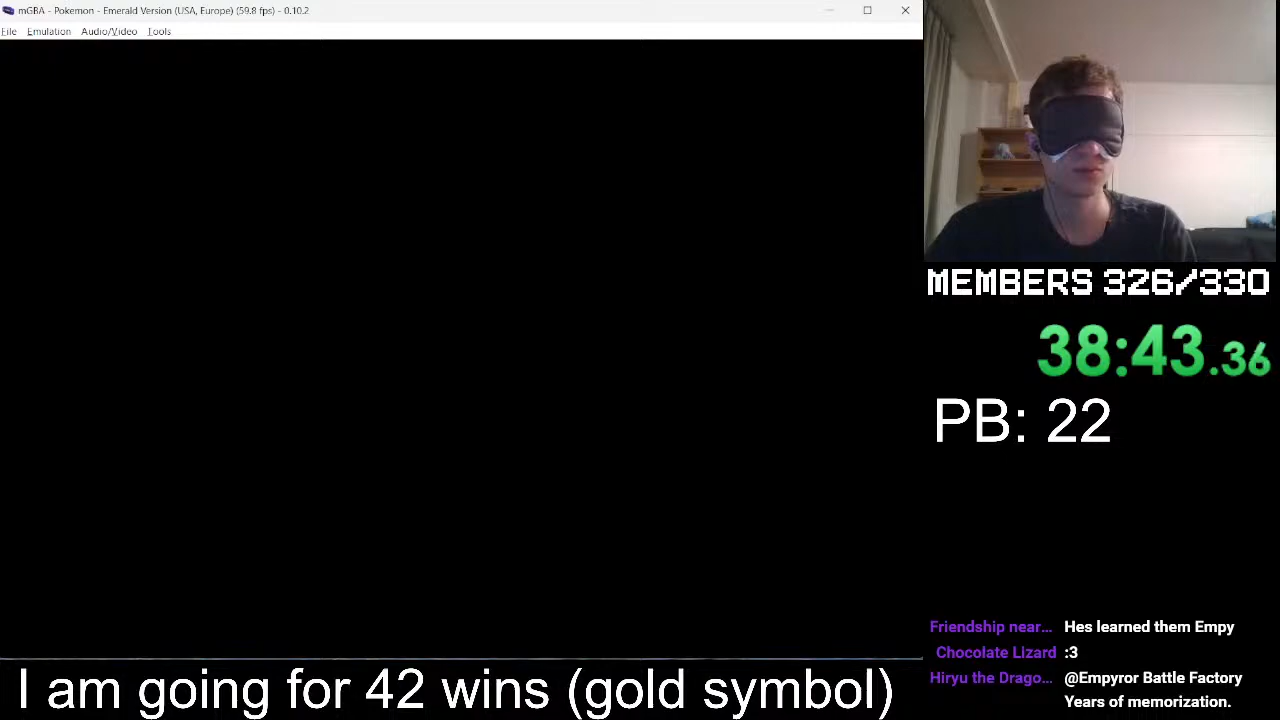 mGBA - Pokemon - Emerald Version (USA, Europe) (59.8 fps) - 0.10.2
File Emulation Audio/Video Tools
MEMBERS 326/330
38:43.36
PB: 22
Friendship near... Hes learned them Empy
Chocolate Lizard :3
Hiryu the Drago... @Empyror Battle Factory
Years of memorization.
I am going for 42 wins (gold symbol)